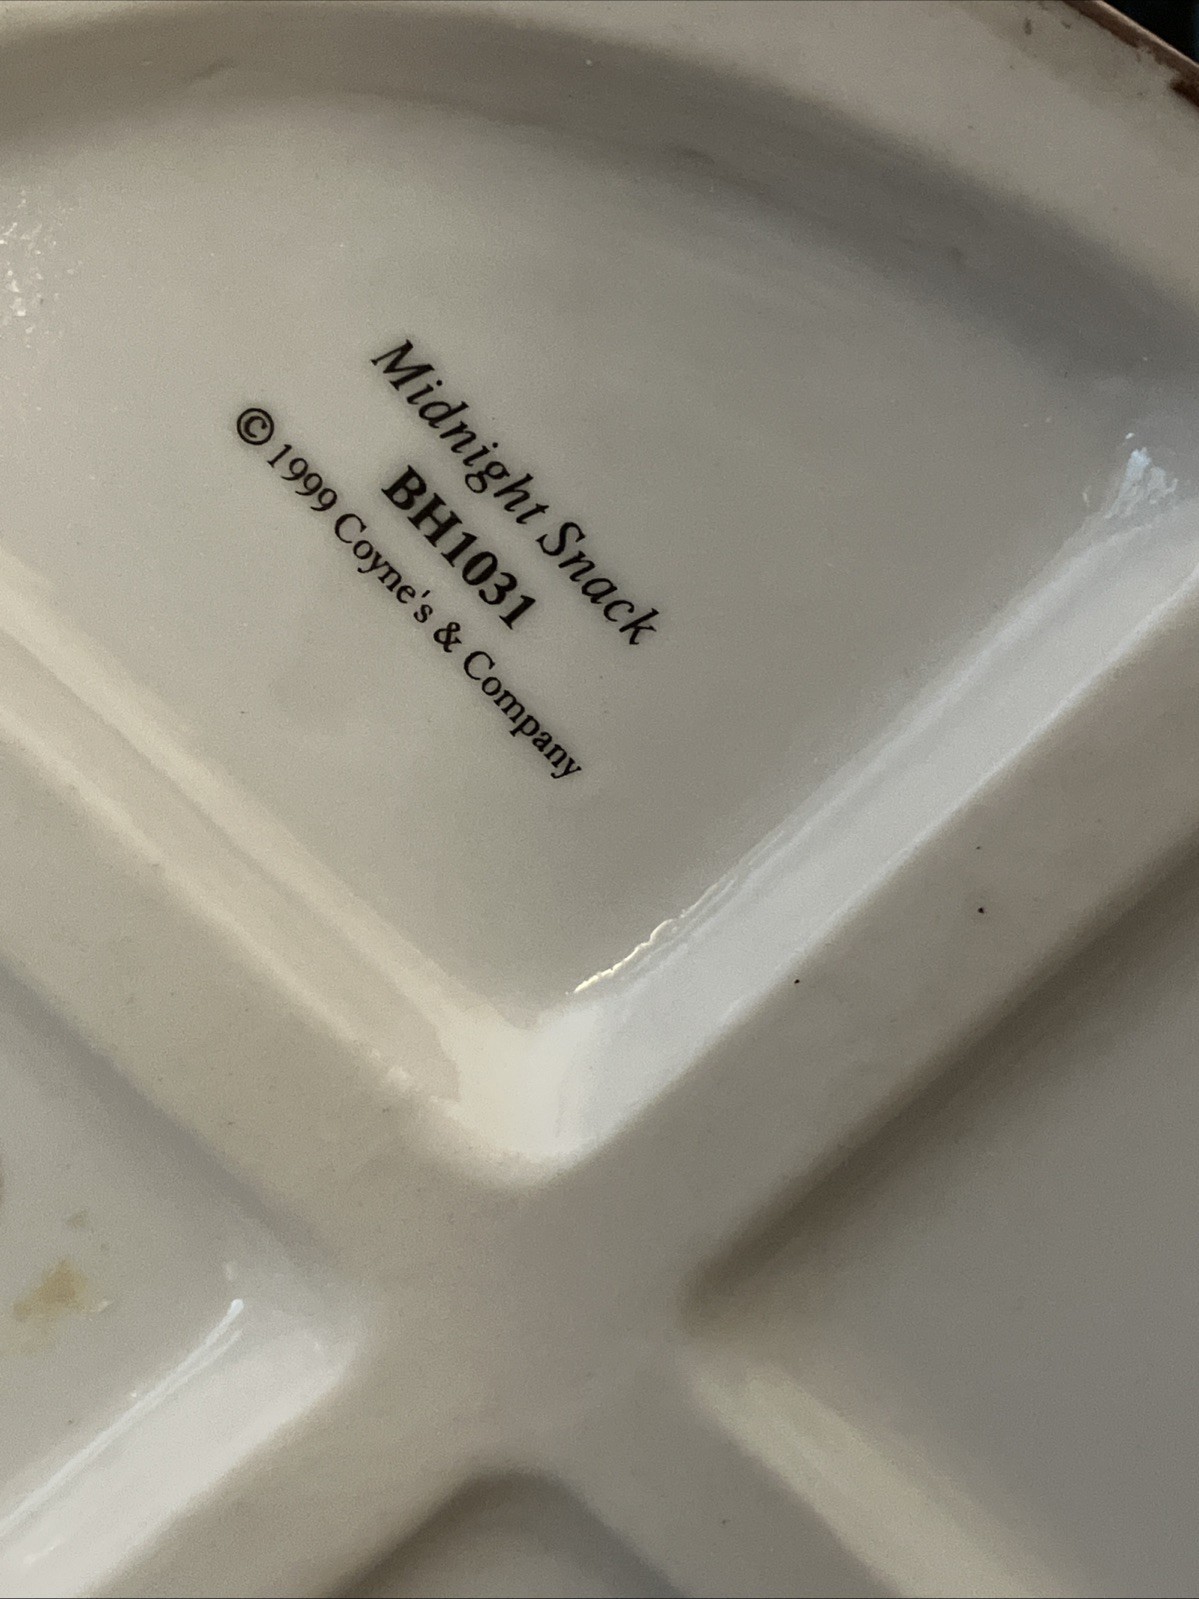 Midnight Snack
BH1031
© 1999 Coyne's & Company